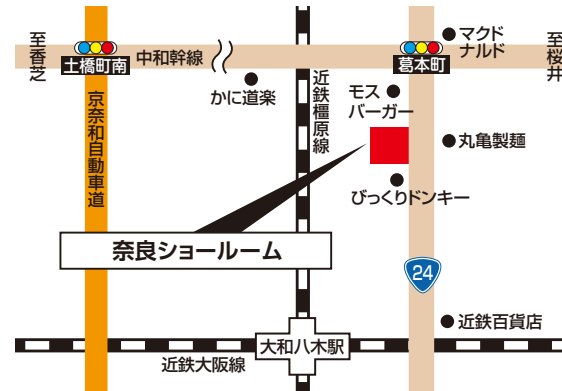 至香芝
土橋町南
中和幹線
葛本町
マクド
ナルド
至桜井
かに道楽
近鉄橿原線
モス
バーガー
京奈和自動車道
丸亀製麺
びっくりドンキー
奈良ショールーム
24
近鉄百貨店
大和八木駅
近鉄大阪線